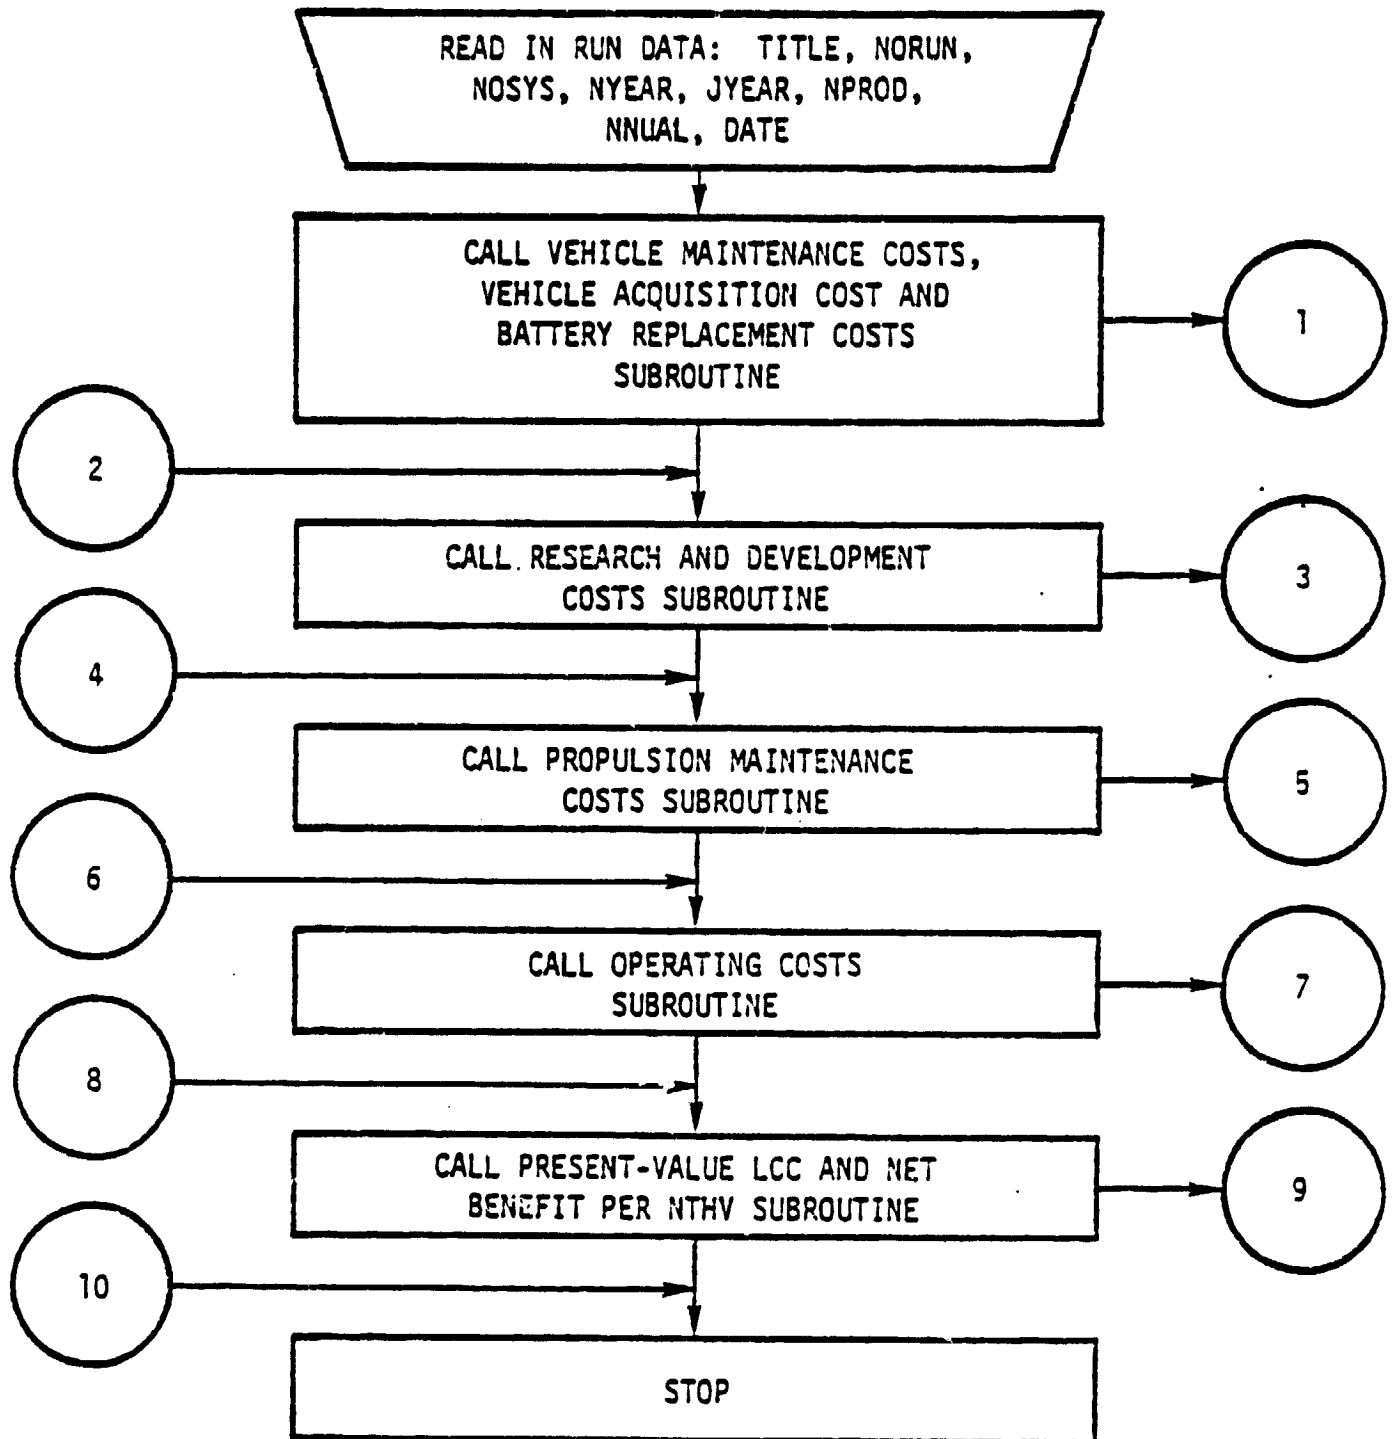 READ IN RUN DATA: TITLE, NORUN,
NOSYS, NYEAR, JYEAR, NPROD,
NNUAL, DATE
CALL VEHICLE MAINTENANCE COSTS,
VEHICLE ACQUISITION COST AND
BATTERY REPLACEMENT COSTS
SUBROUTINE
1
2
CALL RESEARCH AND DEVELOPMENT
COSTS SUBROUTINE
3
4
CALL PROPULSION MAINTENANCE
COSTS SUBROUTINE
5
6
CALL OPERATING COSTS
SUBROUTINE
7
8
CALL PRESENT-VALUE LCC AND NET
BENEFIT PER NTHV SUBROUTINE
9
10
STOP